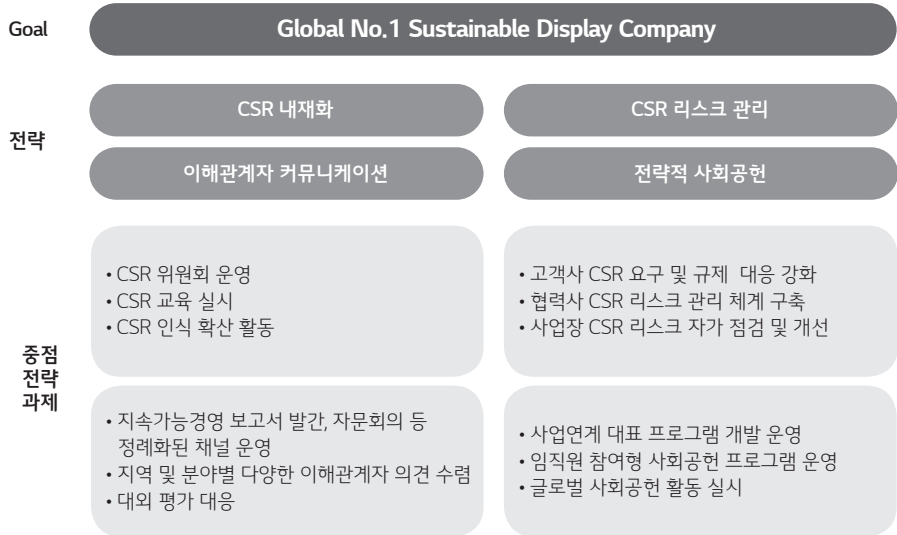 Goal
Global No.1 Sustainable Display Company
전략
CSR 내재화
CSR 리스크 관리
이해관계자 커뮤니케이션
전략적 사회공헌
중점
전략
과제
• CSR 위원회 운영
• CSR 교육 실시
• CSR 인식 확산 활동
• 고객사 CSR 요구 및 규제 대응 강화
• 협력사 CSR 리스크 관리 체계 구축
• 사업장 CSR 리스크 자가 점검 및 개선
• 지속가능경영 보고서 발간, 자문회의 등
정례화된 채널 운영
• 지역 및 분야별 다양한 이해관계자 의견 수렴
• 대외 평가 대응
• 사업연계 대표 프로그램 개발 운영
• 임직원 참여형 사회공헌 프로그램 운영
• 글로벌 사회공헌 활동 실시